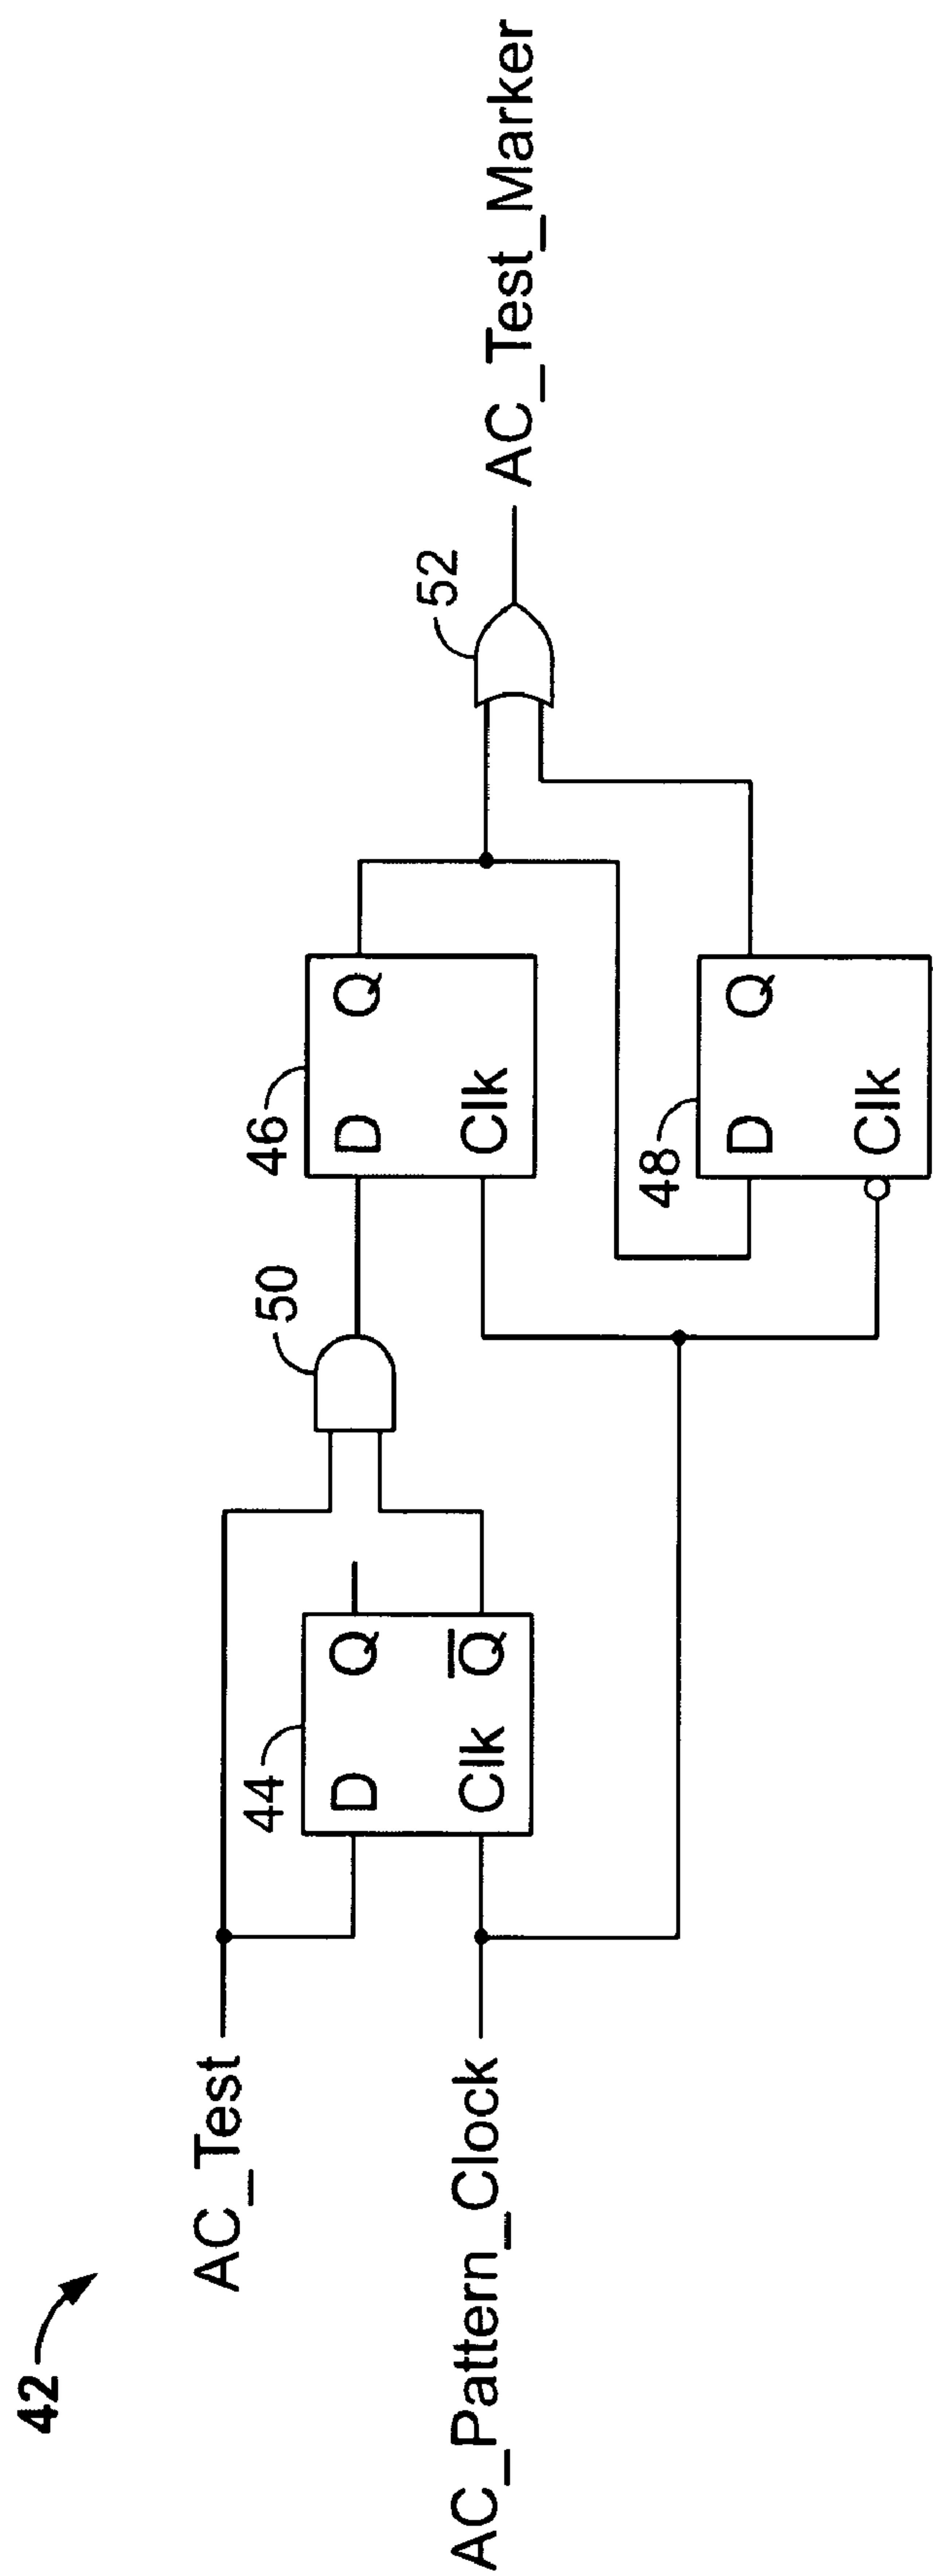 42
AC_Test
AC_Pattern_Clock
44
D Q
Clk Q̅
50
46
D Q
Clk
48
D Q
Clk
52
AC_Test_Marker